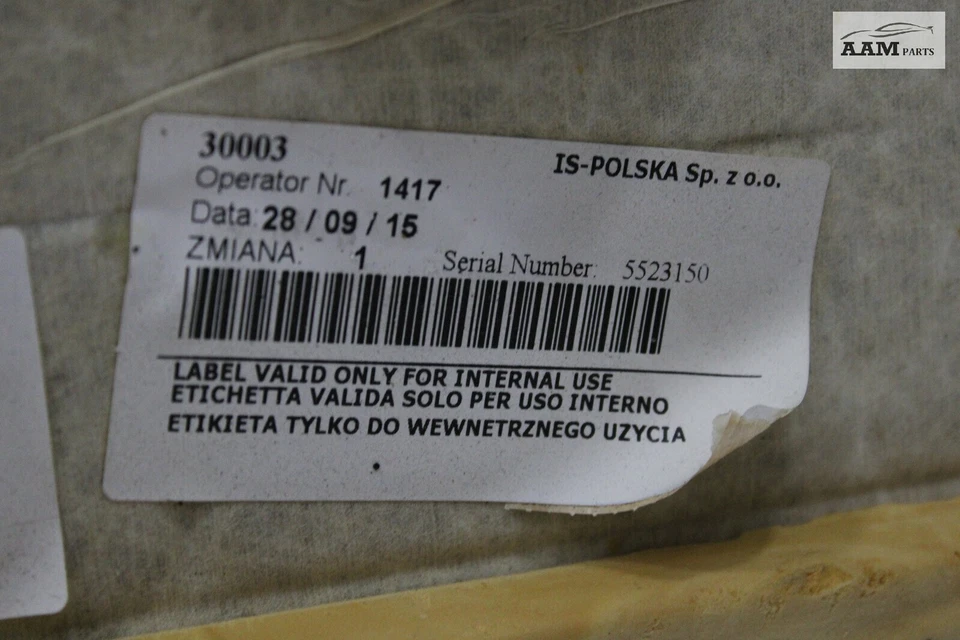 AAM PARTS
30003
IS-POLSKA Sp. z o.o.
Operator Nr. 1417
Data: 28 / 09 / 15
ZMIANA: 1
Serial Number: 5523150
LABEL VALID ONLY FOR INTERNAL USE
ETICHETTA VALIDA SOLO PER USO INTERNO
ETIKIETA TYLKO DO WEWNETRZNEGO UZYCIA